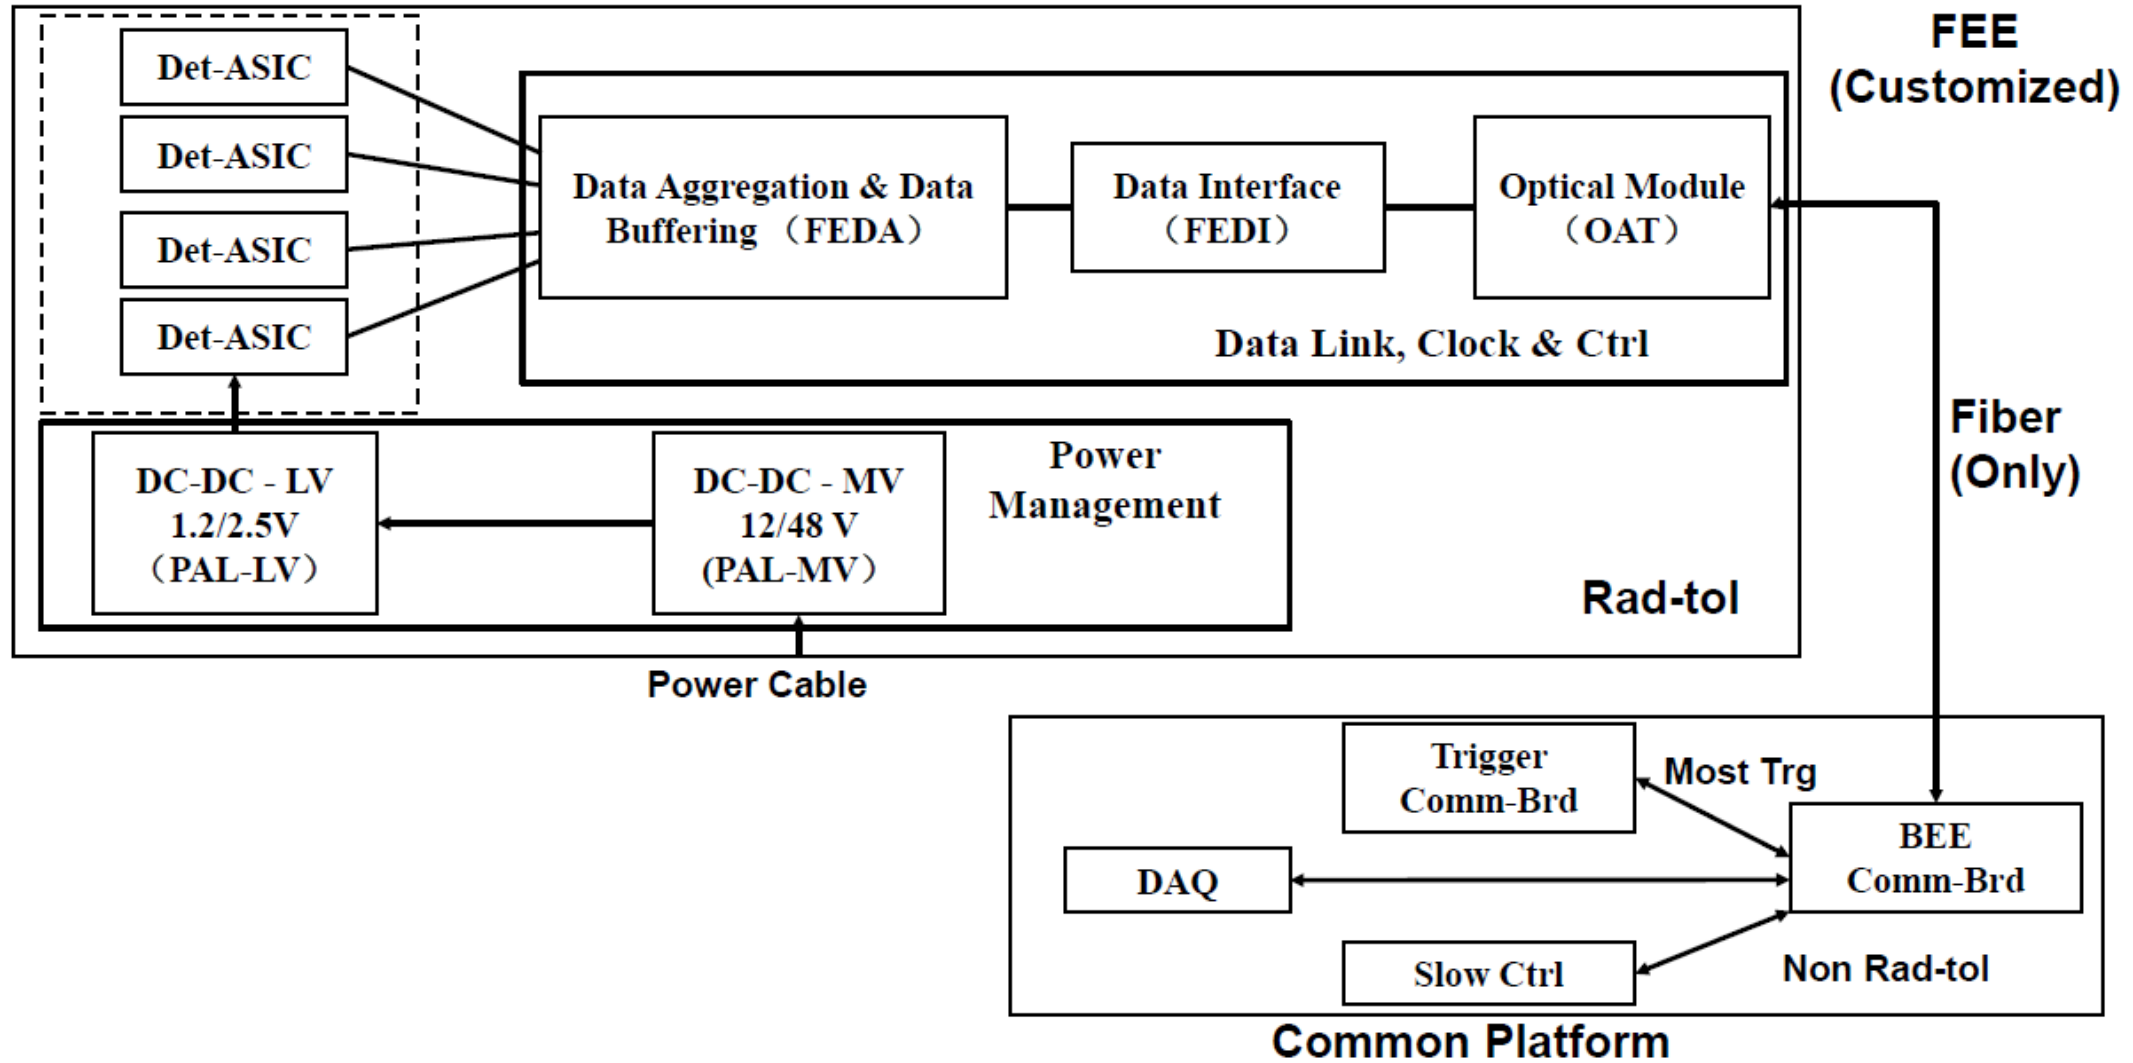 FEE
(Customized)
Det-ASIC
Det-ASIC
Det-ASIC
Det-ASIC
Data Aggregation & Data
Buffering （FEDA）
Data Interface
（FEDI）
Optical Module
（OAT）
Data Link, Clock & Ctrl
Fiber
(Only)
DC-DC - LV
1.2/2.5V
（PAL-LV）
DC-DC - MV
12/48 V
(PAL-MV）
Power
Management
Rad-tol
Power Cable
Trigger
Comm-Brd
Most Trg
BEE
Comm-Brd
DAQ
Slow Ctrl
Non Rad-tol
Common Platform